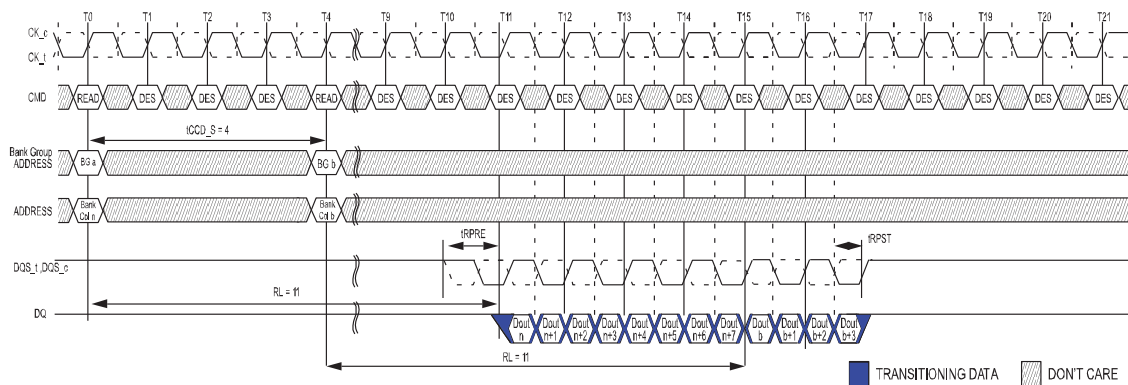 T0 T1 T2 T3 T4 T9 T10 T11 T12 T13 T14 T15 T16 T17 T18 T19 T20 T21
CK_c
CK_t
CMD READ DES DES DES READ DES DES DES DES DES DES DES DES DES DES DES DES DES
tCCD_S = 4
Bank Group
ADDRESS BG a BG b
ADDRESS
Bank
Col n
Bank
Col b
tRPRE tRPST
DQS_t ,DQS_c
RL = 11
DQ
Dout
n
Dout
n+1
Dout
n+2
Dout
n+3
Dout
n+4
Dout
n+5
Dout
n+6
Dout
n+7
Dout
b
Dout
b+1
Dout
b+2
Dout
b+3
RL = 11
TRANSITIONING DATA DON'T CARE